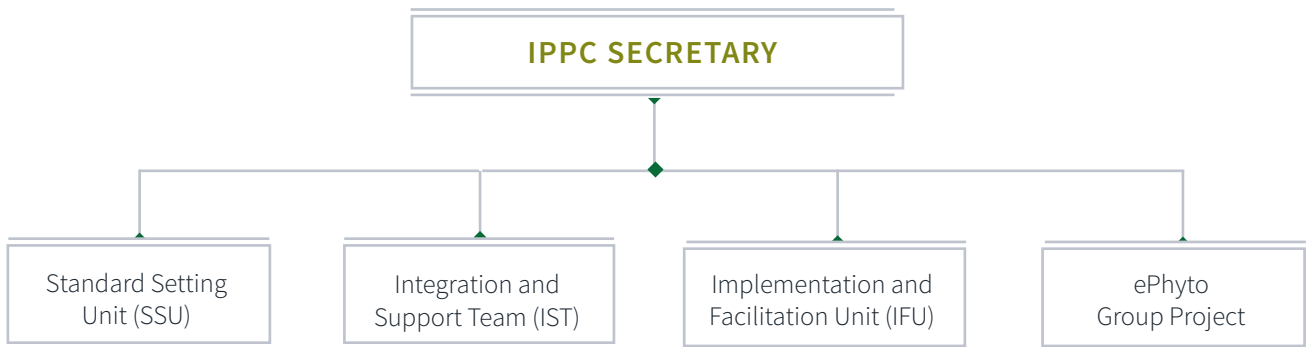 IPPC SECRETARY
Standard Setting
Unit (SSU)
Integration and
Support Team (IST)
Implementation and
Facilitation Unit (IFU)
ePhyto
Group Project